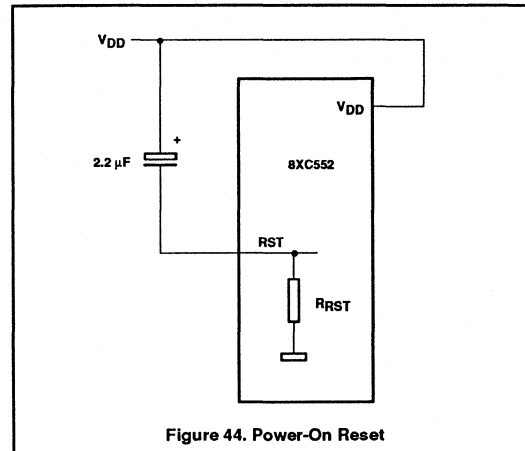 VDD
VDD
+
2.2 µF
8XC552
RST
RRST
Figure 44. Power-On Reset